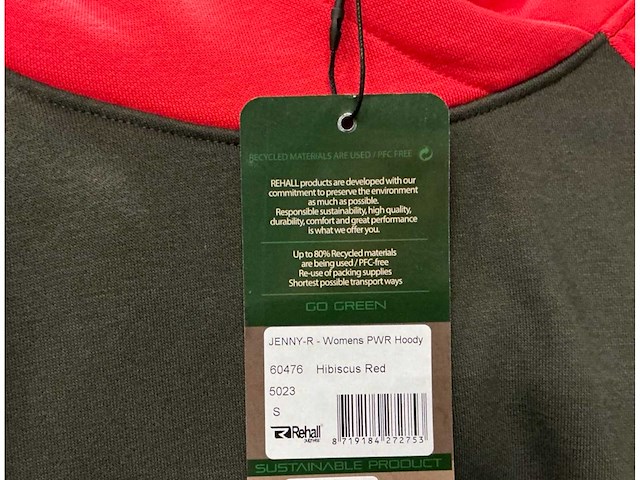 RECYCLED MATERIALS ARE USED / PFC FREE
REHALL products are developed with our
commitment to preserve the environment
as much as possible.
Responsible sustainability, high quality,
durability, comfort and great performance
is what we offer you.
Up to 80% Recycled materials
are being used / PFC-free
Re-use of packing supplies
Shortest possible transport ways
GO GREEN
JENNY-R - Womens PWR Hoody
60476 Hibiscus Red
5023
S
Rehall
8 719184 272753
SUSTAINABLE PRODUCT